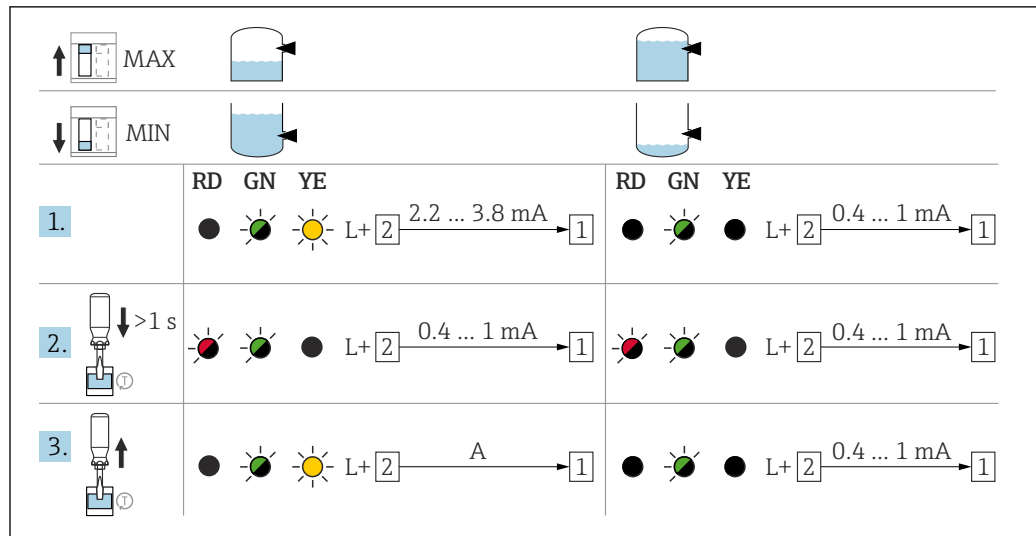 MAX
MIN
RD GN YE RD GN YE
1. L+ 2 2.2 ... 3.8 mA 1 L+ 2 0.4 ... 1 mA 1
2. >1 s T L+ 2 0.4 ... 1 mA 1 L+ 2 0.4 ... 1 mA 1
3. T L+ 2 A 1 L+ 2 0.4 ... 1 mA 1